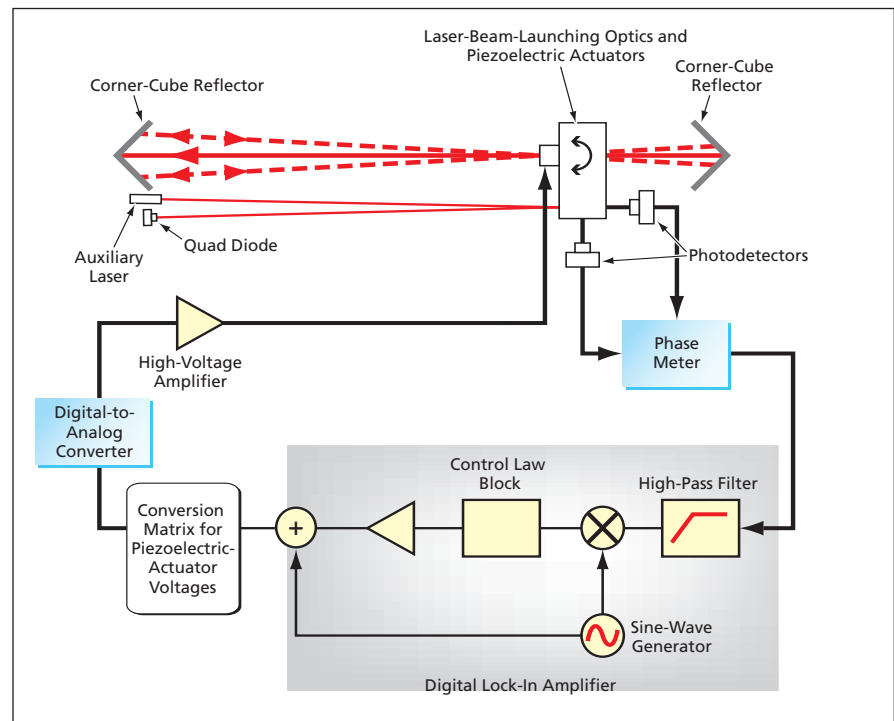 Laser-Beam-Launching Optics and
Piezoelectric Actuators
Corner-Cube Reflector
Corner-Cube
Reflector
Auxiliary
Laser
Quad Diode
Photodetectors
High-Voltage
Amplifier
Phase
Meter
Digital-to-
Analog
Converter
Control Law
Block
High-Pass Filter
Conversion
Matrix for
Piezoelectric-
Actuator
Voltages
+
Sine-Wave
Generator
Digital Lock-In Amplifier